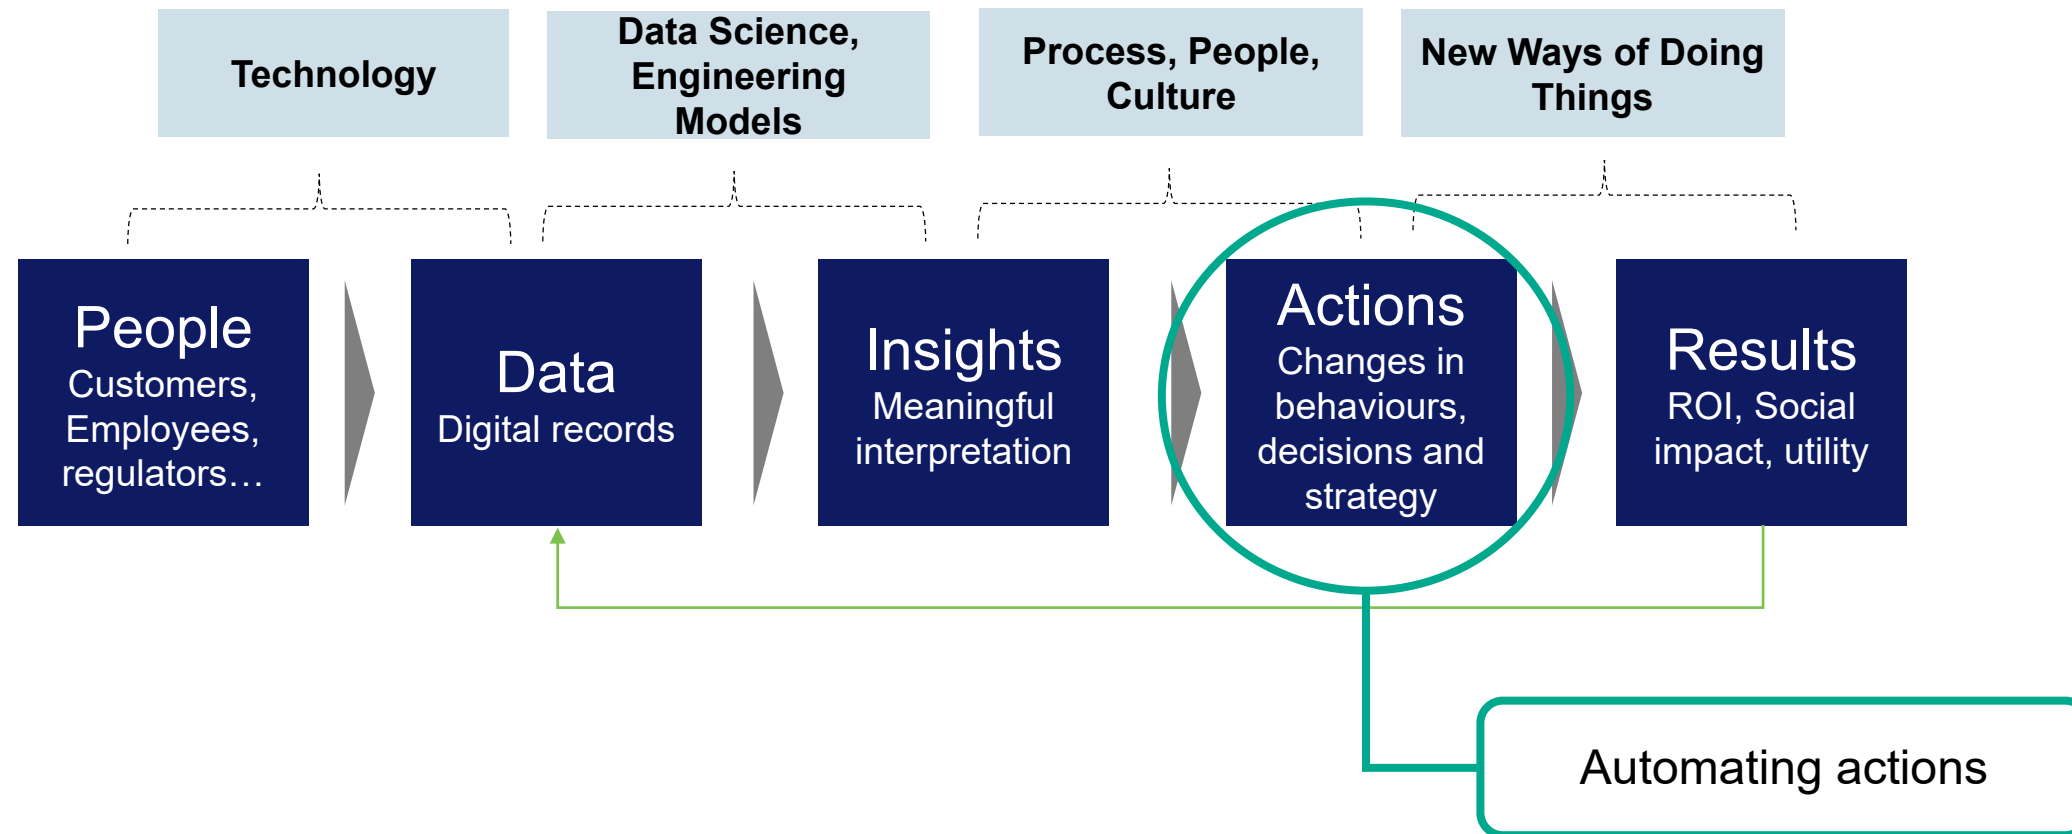 Technology
Data Science,
Engineering
Models
Process, People,
Culture
New Ways of Doing
Things
People
Customers,
Employees,
regulators…
Data
Digital records
Insights
Meaningful
interpretation
Actions
Changes in
behaviours,
decisions and
strategy
Results
ROI, Social
impact, utility
Automating actions